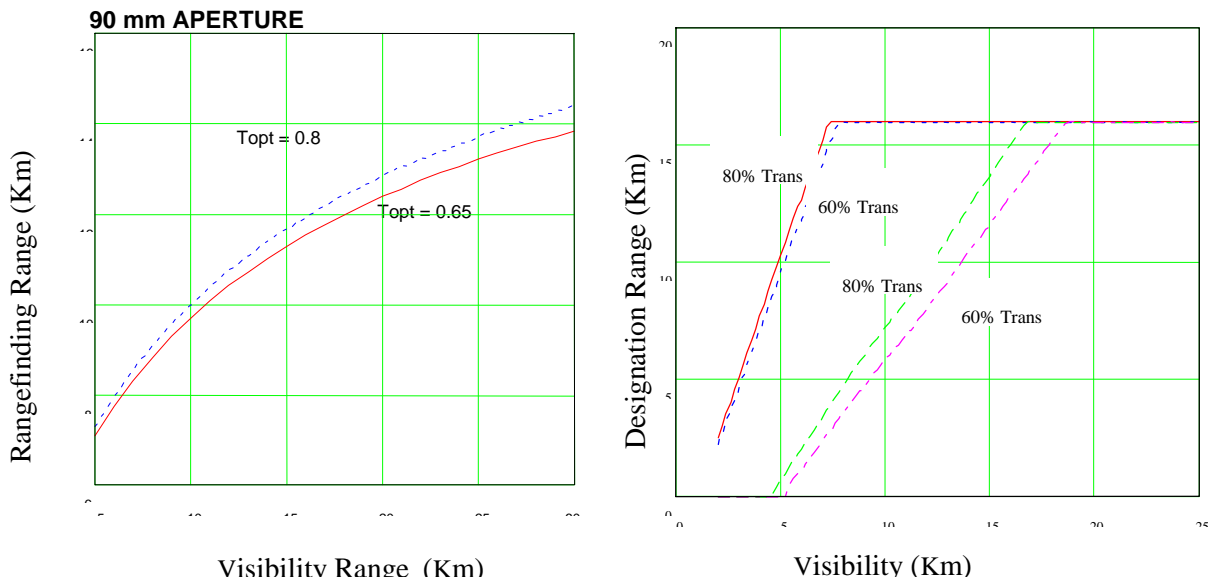 90 mm APERTURE
Rangefinding Range (Km)
Topt = 0.8
Topt = 0.65
Visibility Range (Km)
Designation Range (Km)
20
15
10
5
0
80% Trans
60% Trans
80% Trans
60% Trans
0
5
10
15
20
25
Visibility (Km)